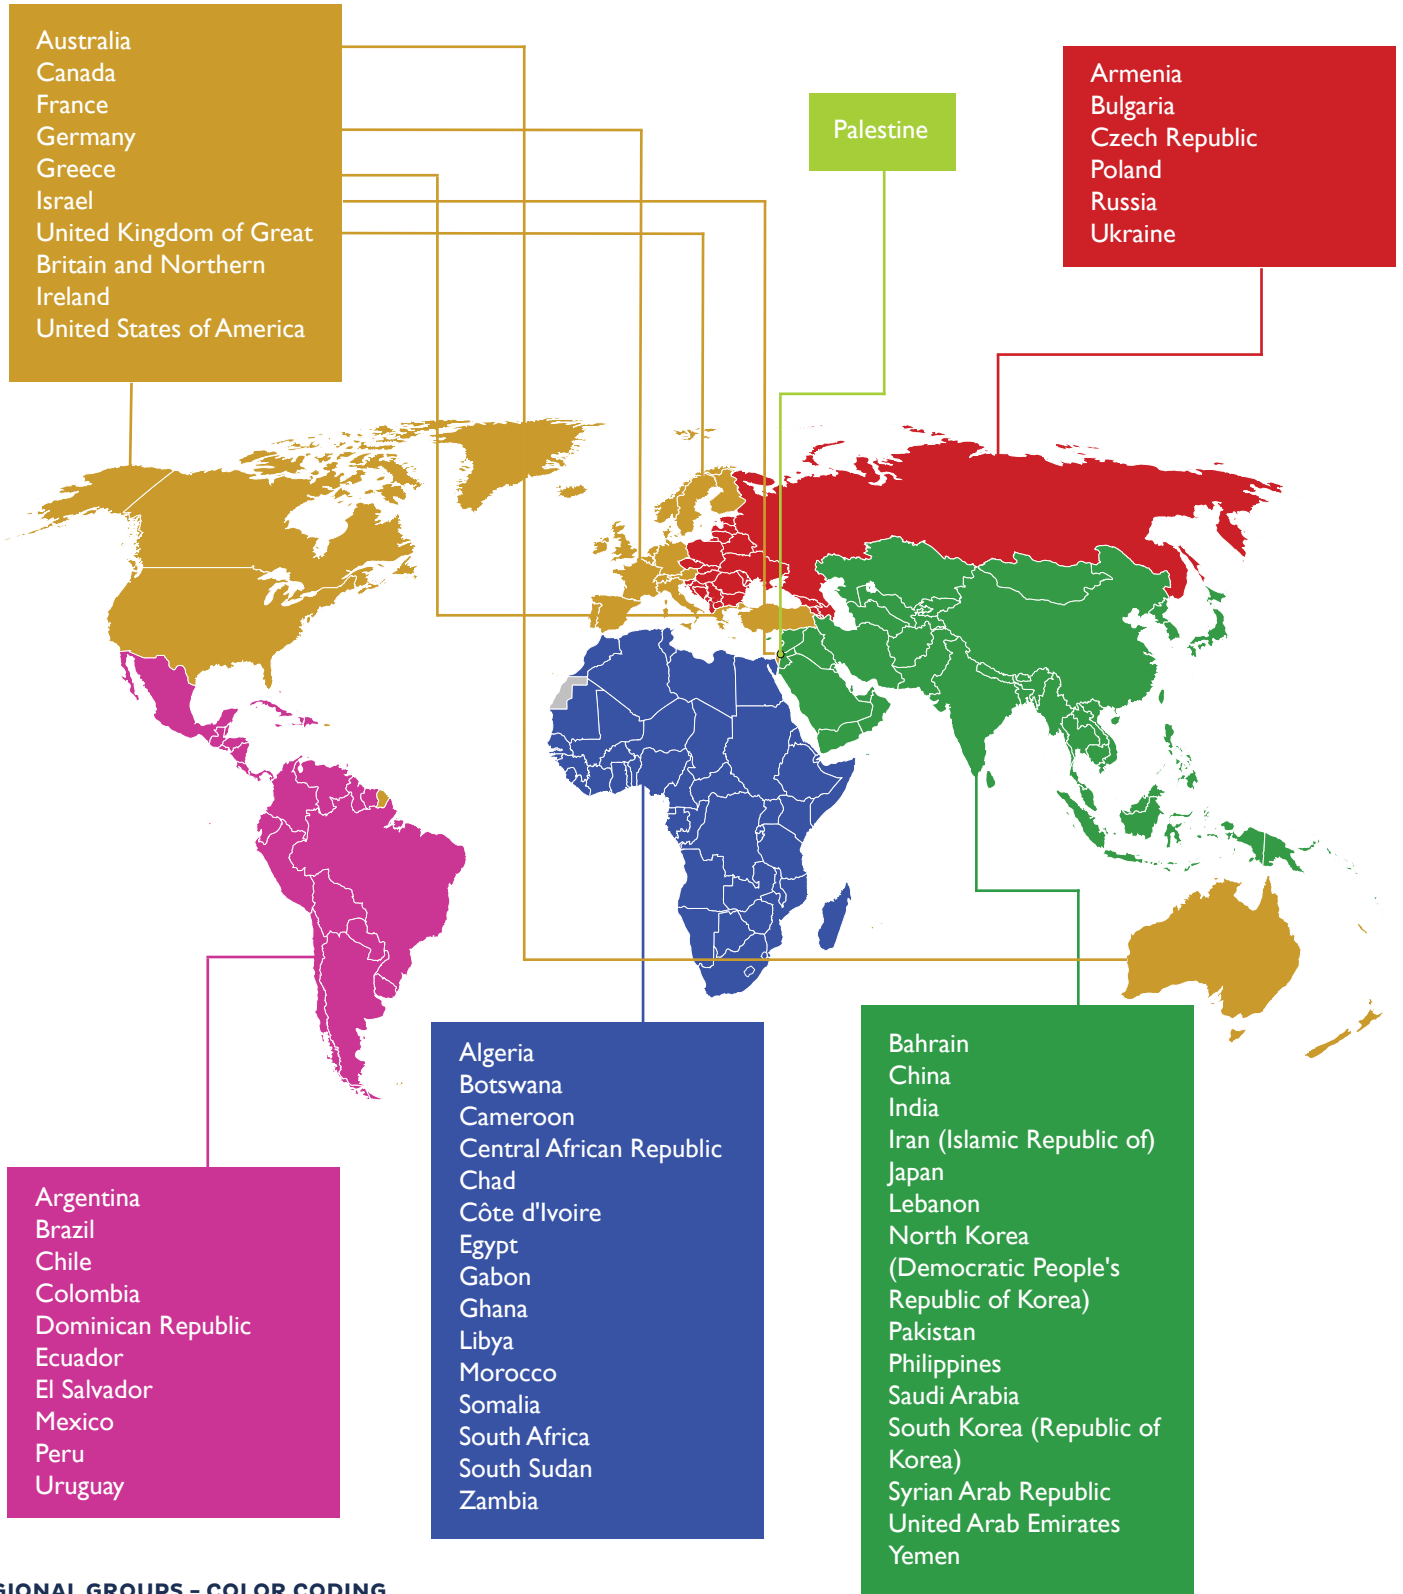 Australia
Canada
France
Germany
Greece
Israel
United Kingdom of Great
Britain and Northern
Ireland
United States of America
Palestine
Armenia
Bulgaria
Czech Republic
Poland
Russia
Ukraine
Argentina
Brazil
Chile
Colombia
Dominican Republic
Ecuador
El Salvador
Mexico
Peru
Uruguay
Algeria
Botswana
Cameroon
Central African Republic
Chad
Côte d'Ivoire
Egypt
Gabon
Ghana
Libya
Morocco
Somalia
South Africa
South Sudan
Zambia
Bahrain
China
India
Iran (Islamic Republic of)
Japan
Lebanon
North Korea
(Democratic People's
Republic of Korea)
Pakistan
Philippines
Saudi Arabia
South Korea (Republic of
Korea)
Syrian Arab Republic
United Arab Emirates
Yemen
GROUPS – COLOR CODING